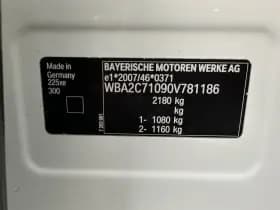 Made in
Germany
225xe
300
BAYERISCHE MOTOREN WERKE AG
e1*2007/46*0371
WBA2C71090V781186
2180 kg
kg
1- 1080 kg
2- 1160 kg